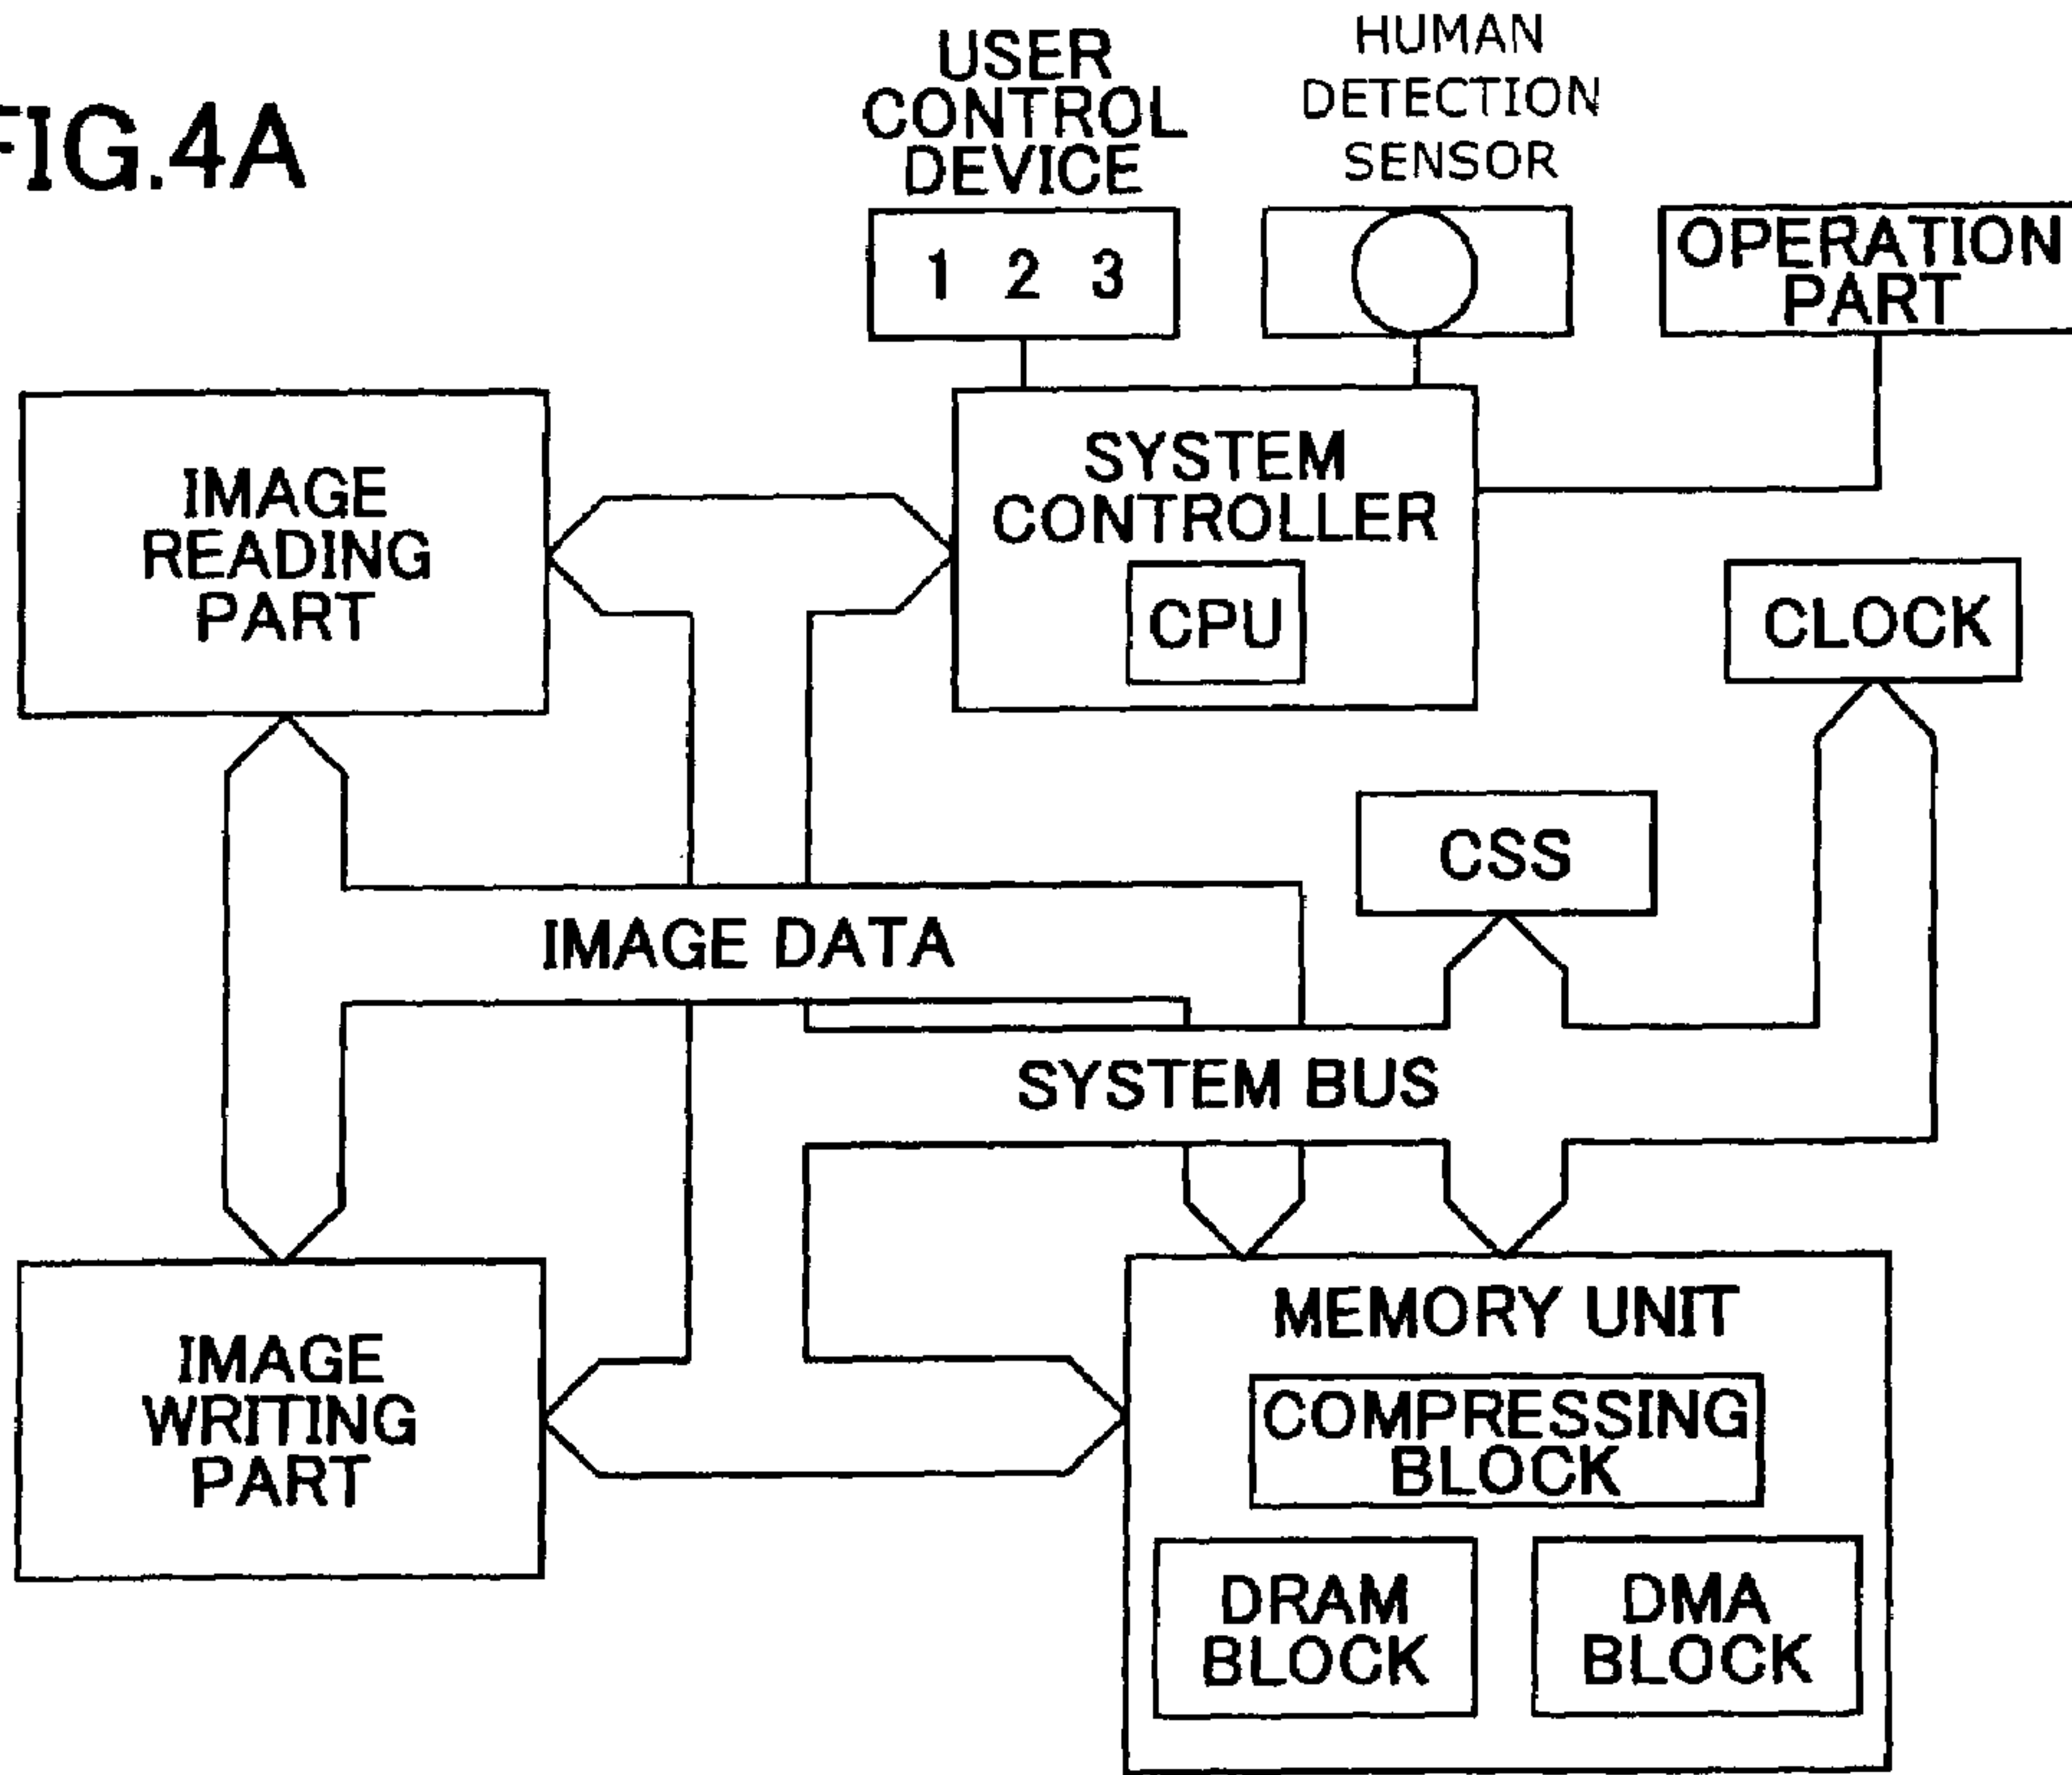 FIG.4A
USER
CONTROL
DEVICE
HUMAN
DETECTION
SENSOR
1 2 3
OPERATION
PART
IMAGE
READING
PART
SYSTEM
CONTROLLER
CPU
CLOCK
CSS
IMAGE DATA
SYSTEM BUS
IMAGE
WRITING
PART
MEMORY UNIT
COMPRESSING
BLOCK
DRAM
BLOCK
DMA
BLOCK